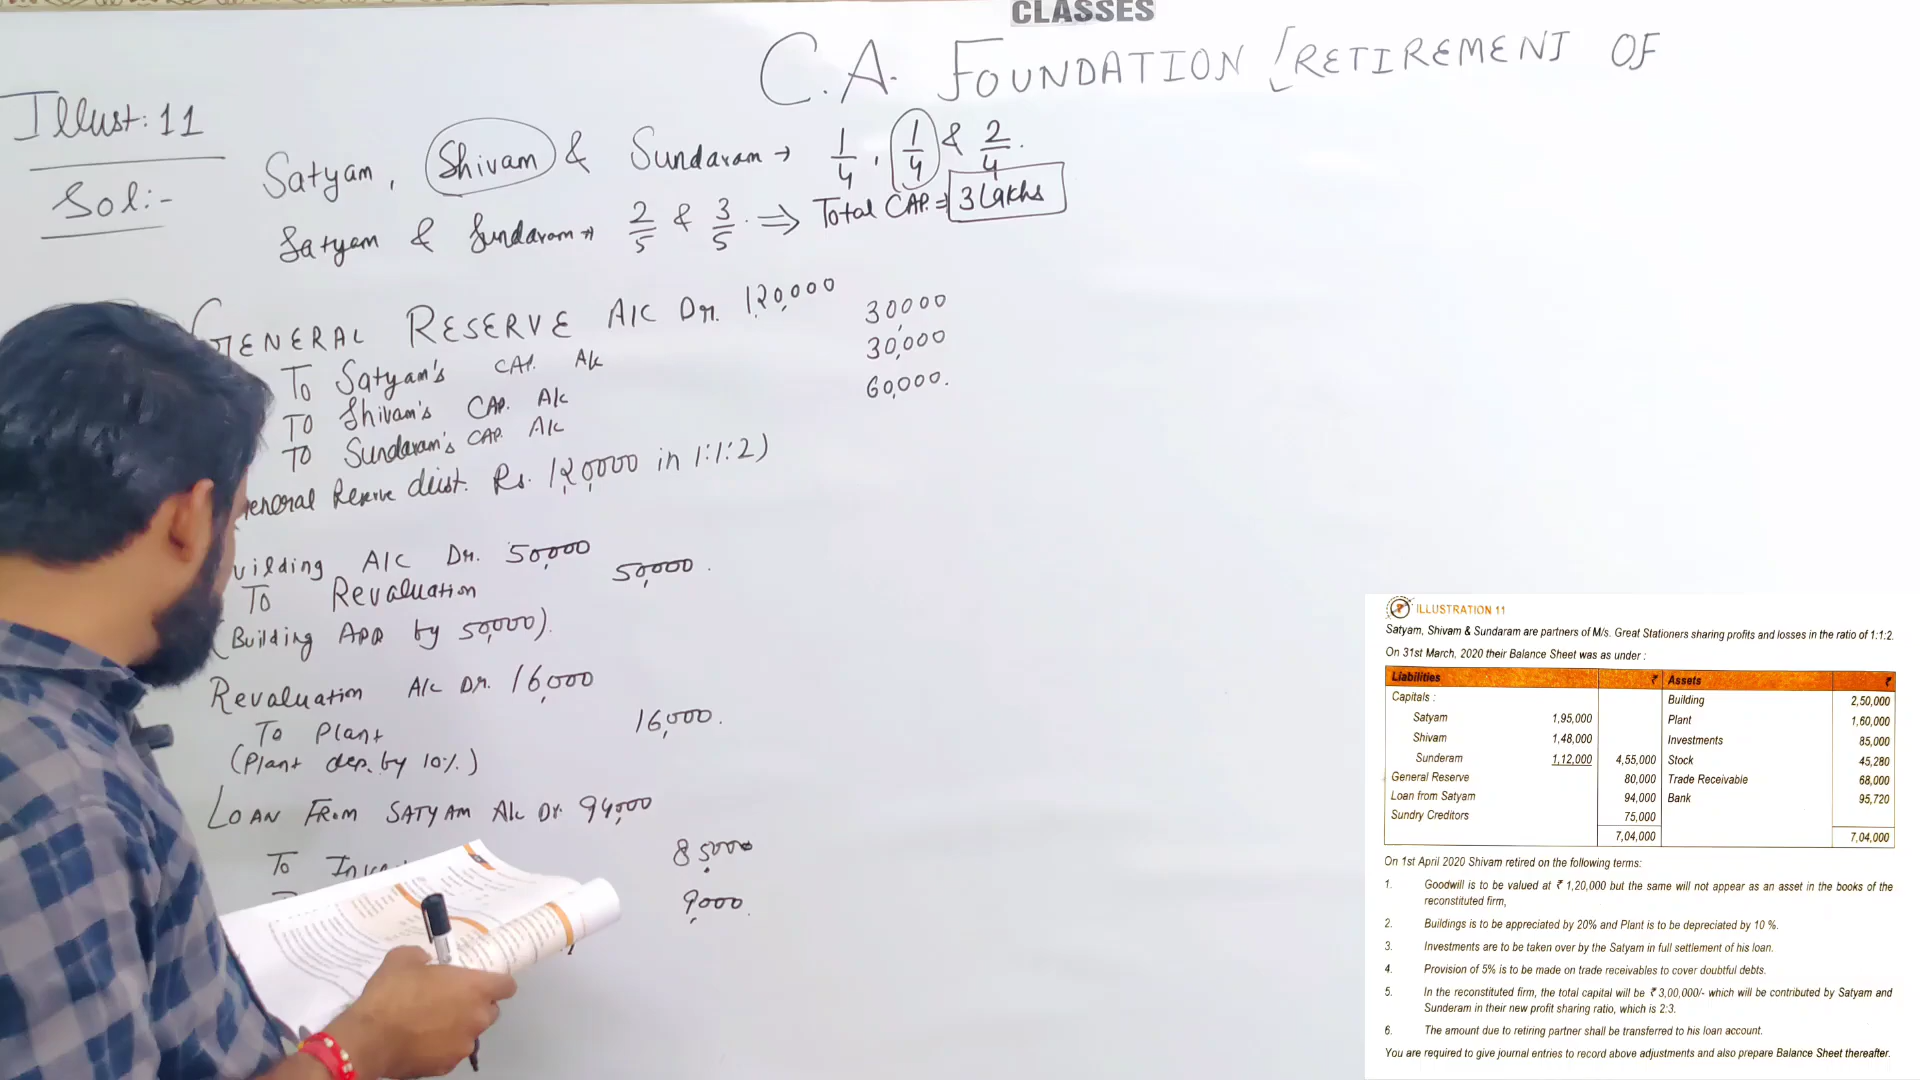 CLASSES
C.A. FOUNDATION [RETIREMENT OF
Illust: 11
Sol:-
Satyam, Shivam & Sundaram → 1/4, 1/4 & 2/4.
Satyam & Sundaram → 2/5 & 3/5. ⇒ Total CAP. = 3 Lakhs
GENERAL RESERVE A/C Dr. 1,20,000
To Satyam's CAP. A/c 30,000
To Shivam's CAP. A/c 30,000
To Sundaram's CAP. A/c 60,000.
eneral Reserve dist. Rs. 1,20,000 in 1:1:2)
uilding A/C Dr. 50,000
To Revaluation 50,000.
(Building App by 50,000).
Revaluation A/c Dr. 16,000
To Plant 16,000.
(Plant dep. by 10%.)
LOAN FROM SATYAM A/c Dr. 94,000
To 85,000
9,000.
ILLUSTRATION 11
Satyam, Shivam & Sundaram are partners of M/s. Great Stationers sharing profits and losses in the ratio of 1:1:2.
On 31st March, 2020 their Balance Sheet was as under :
Liabilities ₹ Assets ₹
Capitals : Building 2,50,000
Satyam 1,95,000 Plant 1,60,000
Shivam 1,48,000 Investments 85,000
Sunderam 1,12,000 4,55,000 Stock 45,280
General Reserve 80,000 Trade Receivable 68,000
Loan from Satyam 94,000 Bank 95,720
Sundry Creditors 75,000
7,04,000 7,04,000
On 1st April 2020 Shivam retired on the following terms:
1. Goodwill is to be valued at ₹ 1,20,000 but the same will not appear as an asset in the books of the
reconstituted firm,
2. Buildings is to be appreciated by 20% and Plant is to be depreciated by 10 %.
3. Investments are to be taken over by the Satyam in full settlement of his loan.
4. Provision of 5% is to be made on trade receivables to cover doubtful debts.
5. In the reconstituted firm, the total capital will be ₹ 3,00,000/- which will be contributed by Satyam and
Sunderam in their new profit sharing ratio, which is 2:3.
6. The amount due to retiring partner shall be transferred to his loan account.
You are required to give journal entries to record above adjustments and also prepare Balance Sheet thereafter.